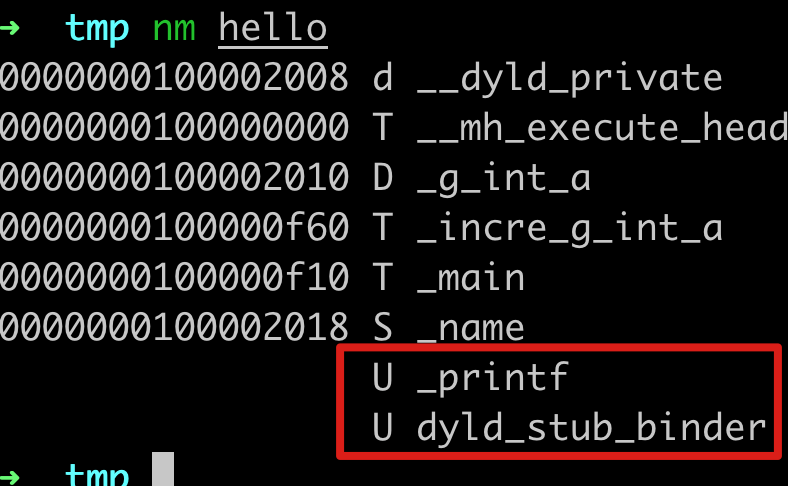 → tmp nm hello
0000000100002008 d __dyld_private
0000000100000000 T __mh_execute_head
0000000100002010 D _g_int_a
0000000100000f60 T _incre_g_int_a
0000000100000f10 T _main
0000000100002018 S _name
U _printf
U dyld_stub_binder
→ tmp